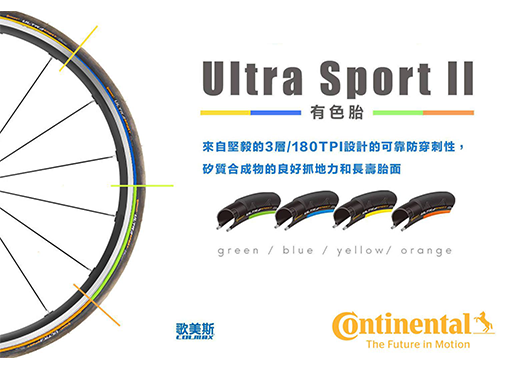 Ultra Sport II
有色胎
來自堅毅的3層/180TPI設計的可靠防穿刺性，
矽質合成物的良好抓地力和長壽胎面
green / blue / yellow/ orange
歌美斯
COLMAX
Continental
The Future in Motion